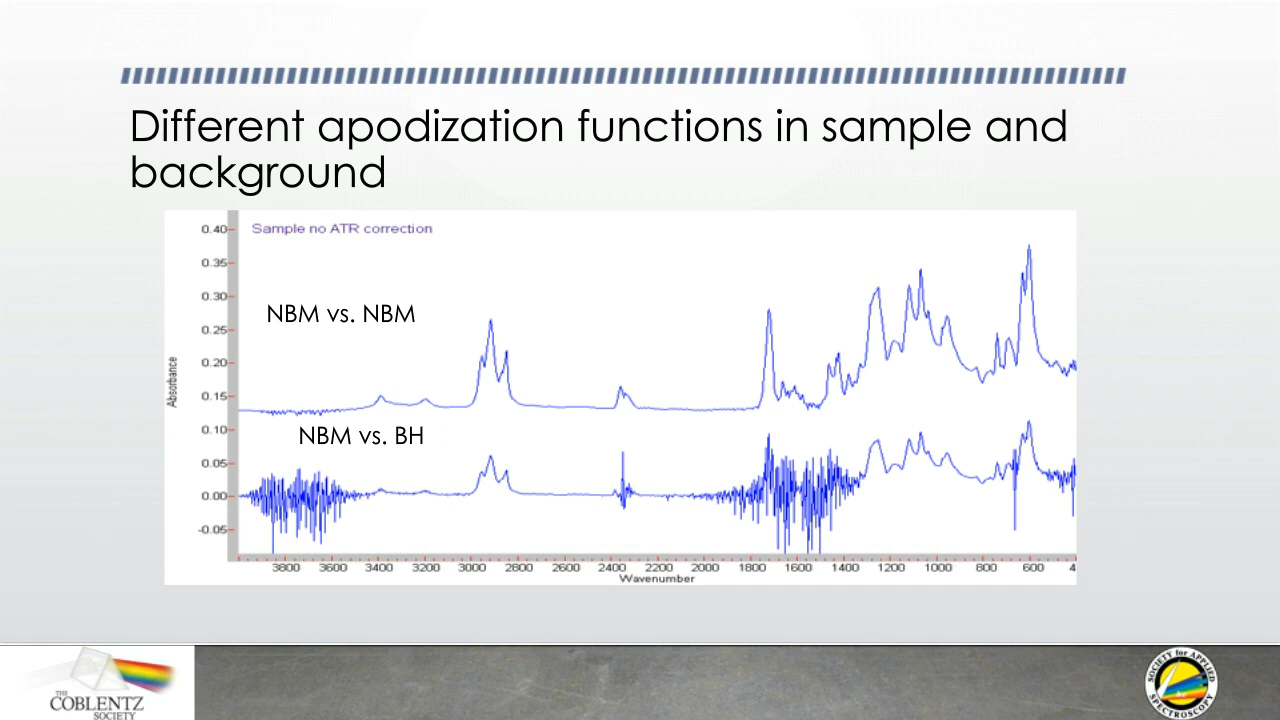 Different apodization functions in sample and
background
Sample no ATR correction
0.40
0.35
0.30
0.25
0.20
0.15
0.10
0.05
0.00
-0.05
Absorbance
NBM vs. NBM
NBM vs. BH
3800 3600 3400 3200 3000 2800 2600 2400 2200 2000 1800 1600 1400 1200 1000 800 600 4
Wavenumber
THE
COBLENTZ
SOCIETY
SOCIETY for APPLIED
SPECTROSCOPY